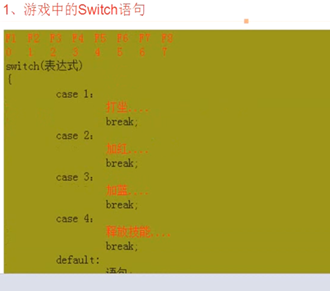 1、游戏中的Switch语句
F1 F2 F3 F4 F5 F6 F7 F8
0 1 2 3 4 5 6 7
switch(表达式)
{
case 1:
打坐....
break;
case 2:
加红...
break;
case 3:
加蓝....
break;
case 4:
释放技能....
break;
default:
语句;